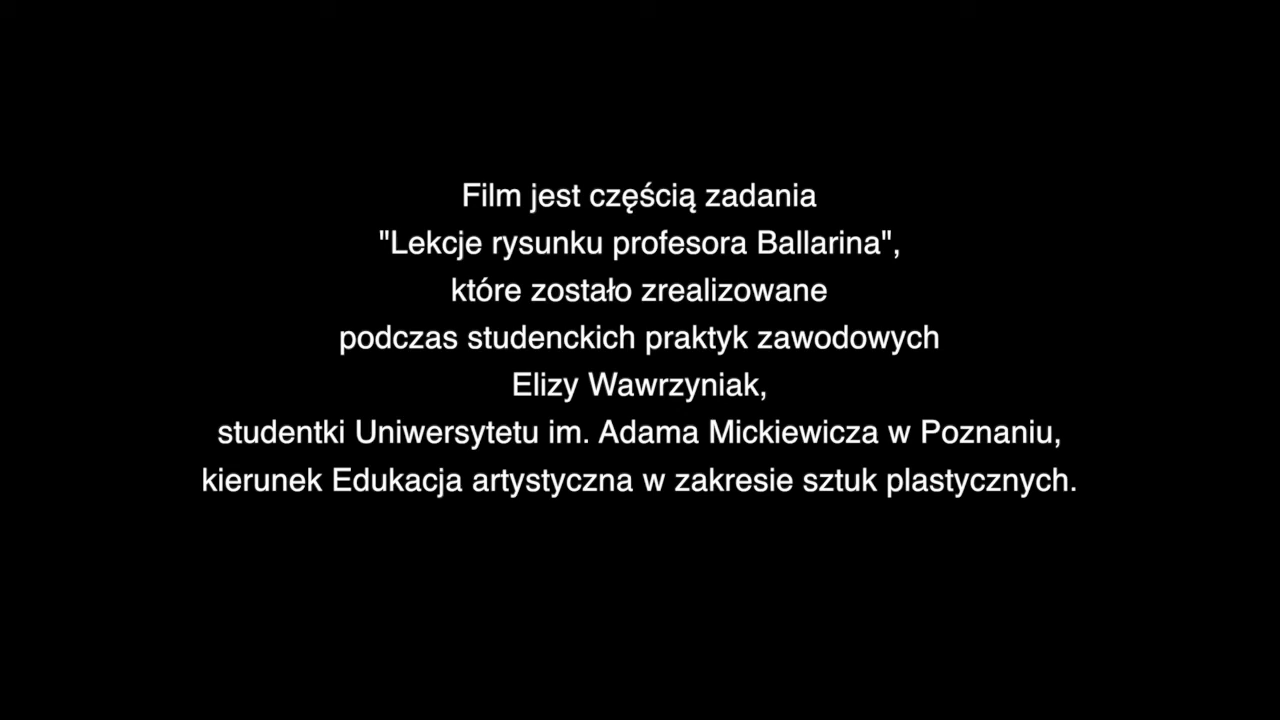 Film jest częścią zadania
"Lekcje rysunku profesora Ballarina",
które zostało zrealizowane
podczas studenckich praktyk zawodowych
Elizy Wawrzyniak,
studentki Uniwersytetu im. Adama Mickiewicza w Poznaniu,
kierunek Edukacja artystyczna w zakresie sztuk plastycznych.